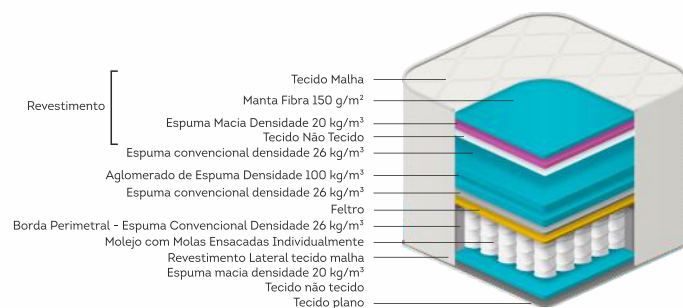 Tecido Malha
Manta Fibra 150 g/m²
Revestimento
Espuma Macia Densidade 20 kg/m³
Tecido Não Tecido
Espuma convencional densidade 26 kg/m³
Aglomerado de Espuma Densidade 100 kg/m³
Espuma convencional densidade 26 kg/m³
Feltro
Borda Perimetral - Espuma Convencional Densidade 26 kg/m³
Molejo com Molas Ensacadas Individualmente
Revestimento Lateral tecido malha
Espuma macia densidade 20 kg/m³
Tecido não tecido
Tecido plano